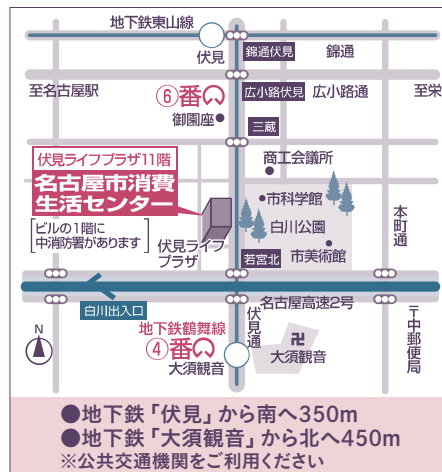 地下鉄東山線
伏見
錦通伏見
錦通
至名古屋駅
⑥番
広小路伏見
広小路通
至栄
御園座
三蔵
商工会議所
伏見ライフプラザ11階
名古屋市消費
生活センター
ビルの1階に
中消防署があります
市科学館
白川公園
市美術館
伏見ライフ
プラザ
若宮北
本町通
白川出入口
名古屋高速2号
伏見通
地下鉄鶴舞線
④番
大須観音
卍
大須観音
〒中郵便局
N
●地下鉄「伏見」から南へ350m
●地下鉄「大須観音」から北へ450m
※公共交通機関をご利用ください